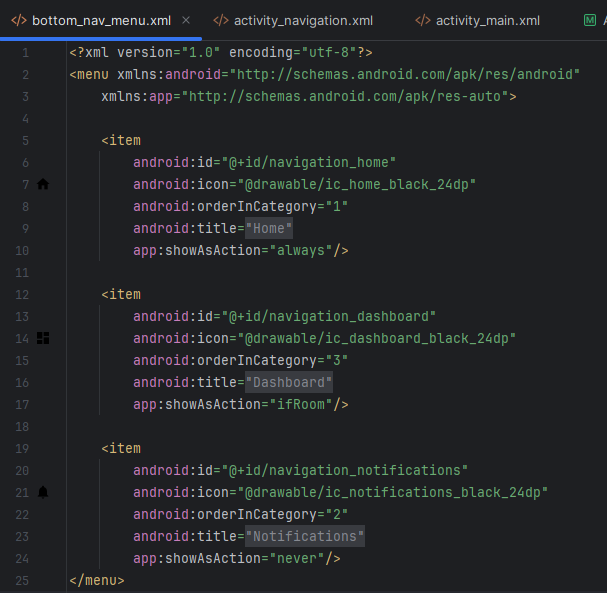 bottom_nav_menu.xml activity_navigation.xml activity_main.xml M
1 <?xml version="1.0" encoding="utf-8"?>
2 <menu xmlns:android="http://schemas.android.com/apk/res/android"
3 xmlns:app="http://schemas.android.com/apk/res-auto">
4
5 <item
6 android:id="@+id/navigation_home"
7 android:icon="@drawable/ic_home_black_24dp"
8 android:orderInCategory="1"
9 android:title="Home"
10 app:showAsAction="always"/>
11
12 <item
13 android:id="@+id/navigation_dashboard"
14 android:icon="@drawable/ic_dashboard_black_24dp"
15 android:orderInCategory="3"
16 android:title="Dashboard"
17 app:showAsAction="ifRoom"/>
18
19 <item
20 android:id="@+id/navigation_notifications"
21 android:icon="@drawable/ic_notifications_black_24dp"
22 android:orderInCategory="2"
23 android:title="Notifications"
24 app:showAsAction="never"/>
25 </menu>